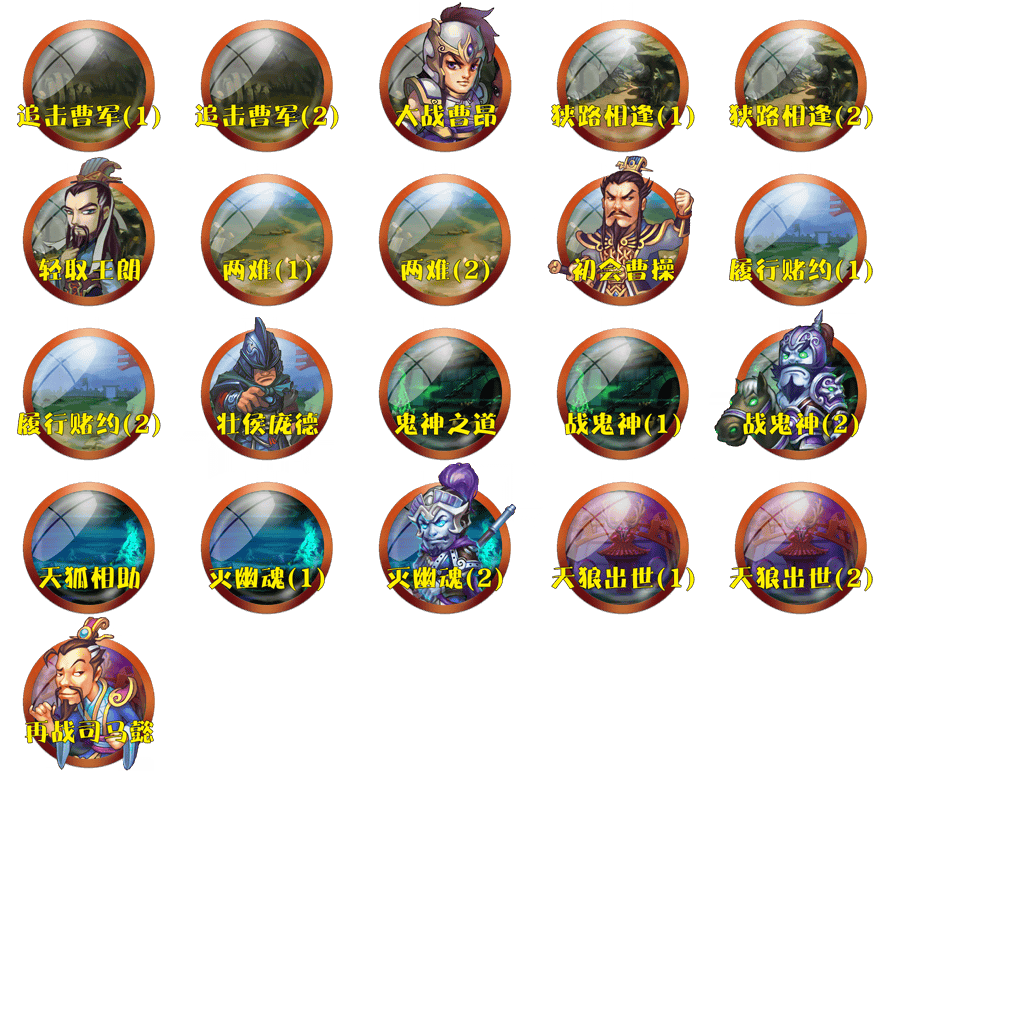 追击曹军(1)
追击曹军(2)
大战曹昂
狭路相逢(1)
狭路相逢(2)
轻取王朗
两难(1)
两难(2)
初会曹操
履行赌约(1)
履行赌约(2)
壮侯庞德
鬼神之道
战鬼神(1)
战鬼神(2)
天狐相助
灭幽魂(1)
灭幽魂(2)
天狼出世(1)
天狼出世(2)
再战司马懿